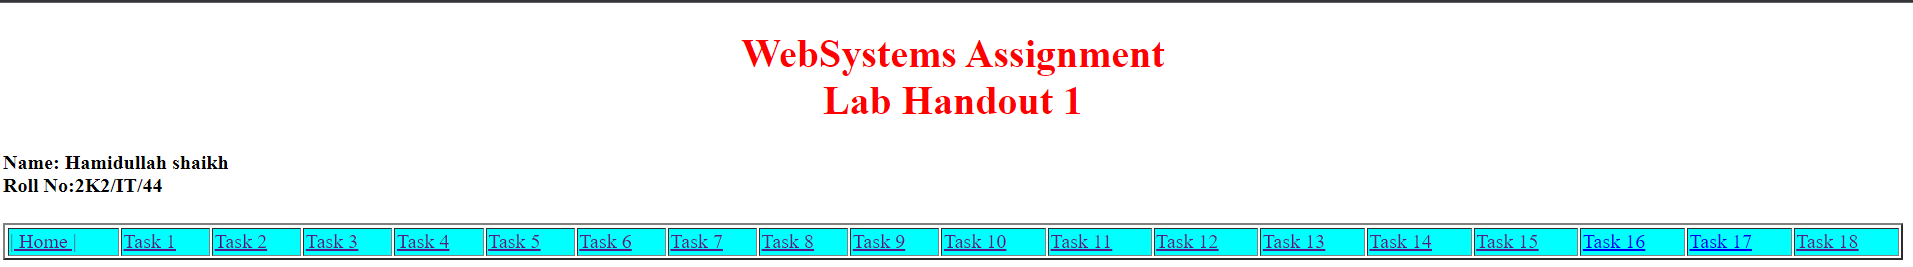 WebSystems Assignment
Lab Handout 1
Name: Hamidullah shaikh
Roll No:2K2/IT/44
| Home | Task 1 Task 2 Task 3 Task 4 Task 5 Task 6 Task 7 Task 8 Task 9 Task 10 Task 11 Task 12 Task 13 Task 14 Task 15 Task 16 Task 17 Task 18